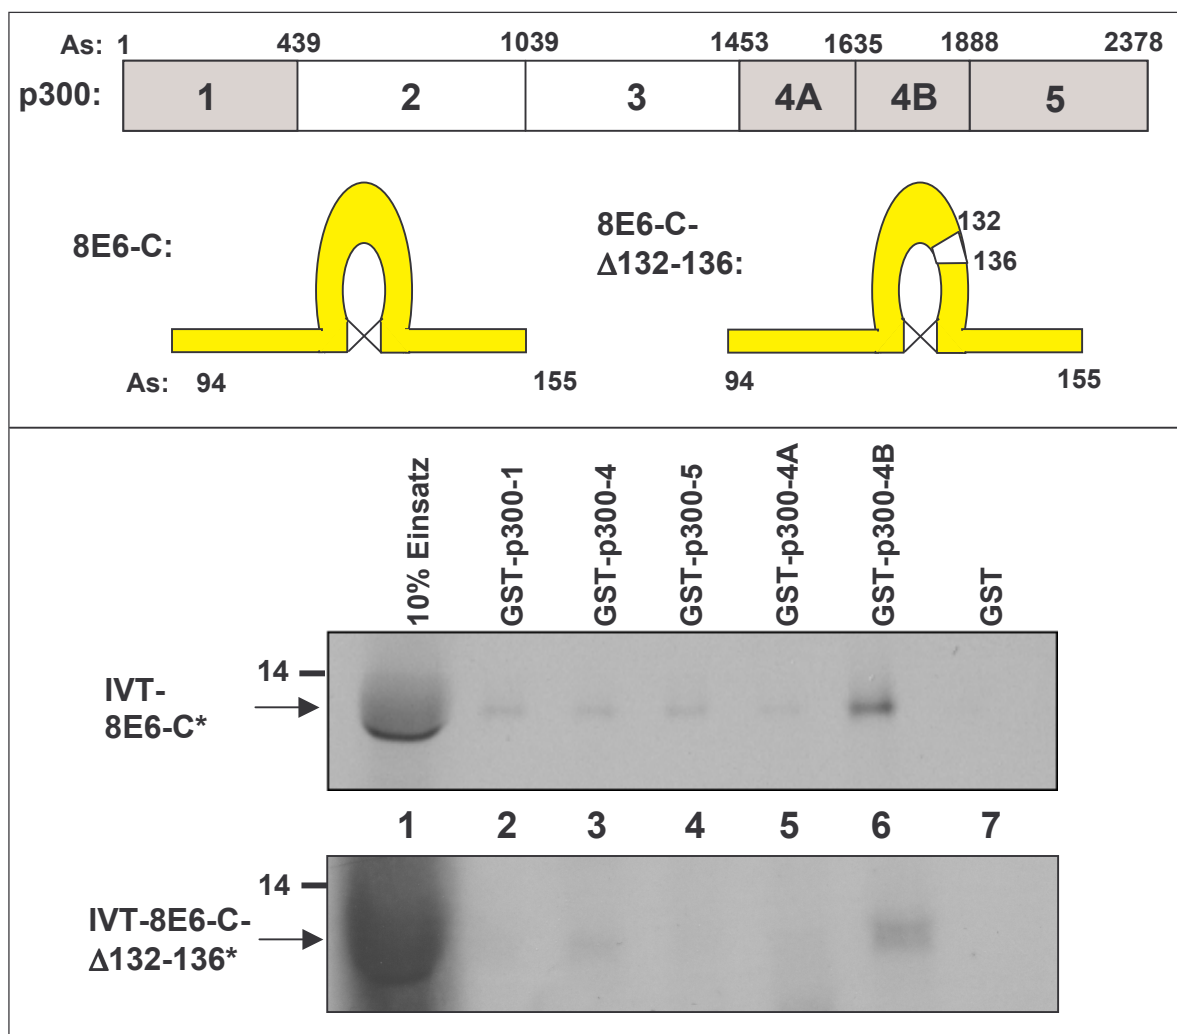 As: 1 439 1039 1453 1635 1888 2378
p300: 1 2 3 4A 4B 5
8E6-C:
As: 94 155
8E6-C-
Δ132-136:
132
136
94 155
10% Einsatz
GST-p300-1
GST-p300-4
GST-p300-5
GST-p300-4A
GST-p300-4B
GST
14
IVT-
8E6-C*
1 2 3 4 5 6 7
14
IVT-8E6-C-
Δ132-136*